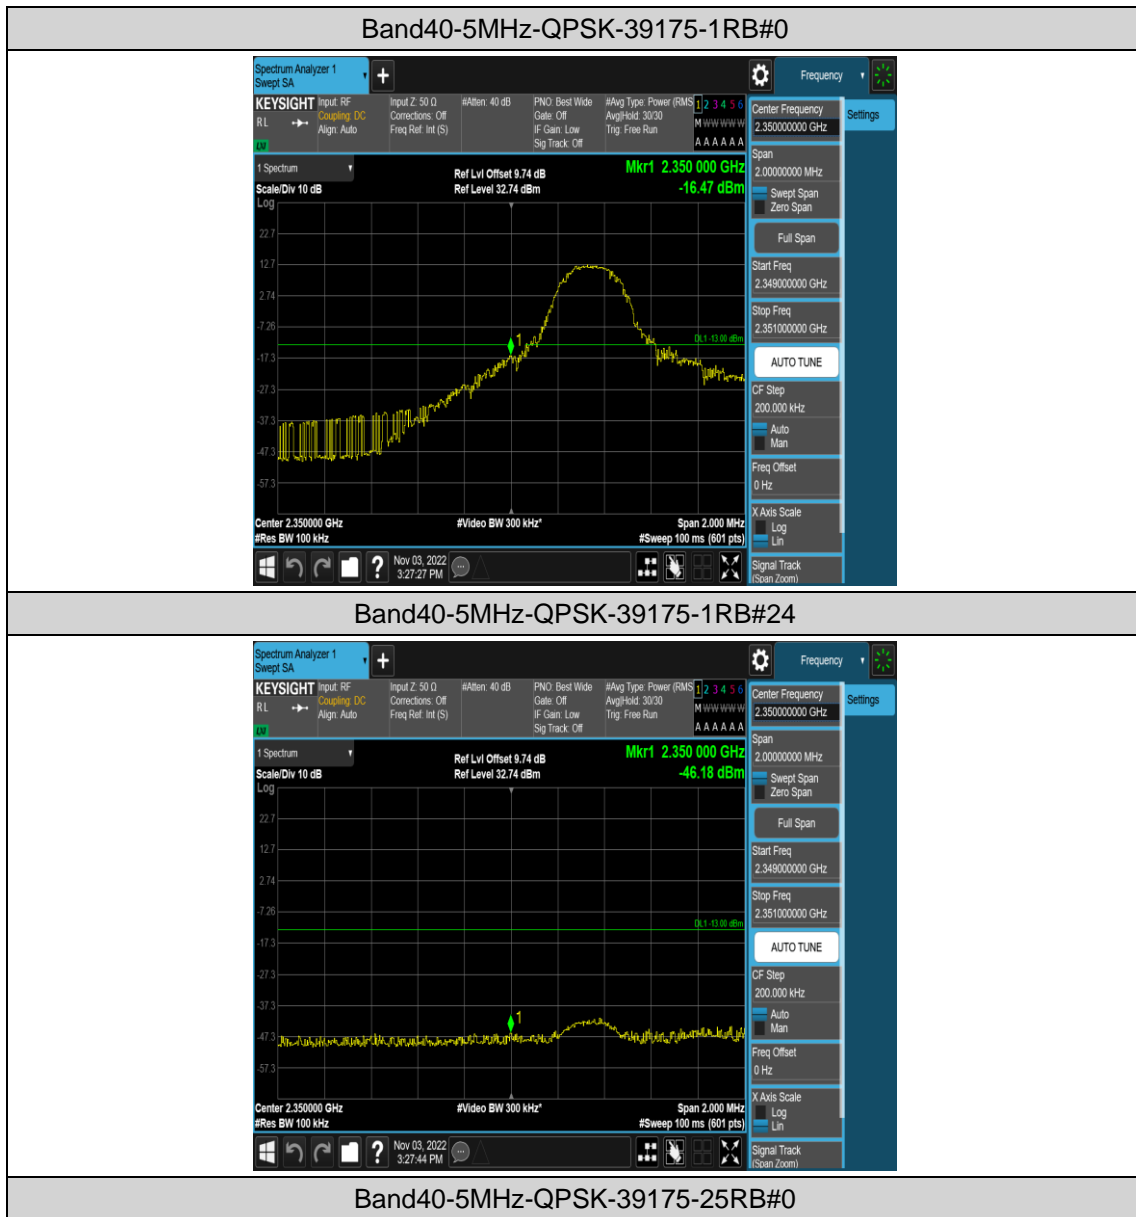 Band40-5MHz-QPSK-39175-1RB#0
Spectrum Analyzer 1
Swept SA
+
Frequency
KEYSIGHT
RL
Input: RF
Coupling: DC
Align: Auto
Input Z: 50 Ω
Corrections: Off
Freq Ref: Int (S)
#Atten: 40 dB
PNO: Best Wide
Gate: Off
IF Gain: Low
Sig Track: Off
#Avg Type: Power (RMS
Avg|Hold: 30/30
Trig: Free Run
1 2 3 4 5 6
M W W W W W
A A A A A A
Center Frequency
2.350000000 GHz
Settings
Span
2.00000000 MHz
Swept Span
Zero Span
Full Span
Start Freq
2.349000000 GHz
Stop Freq
2.351000000 GHz
AUTO TUNE
CF Step
200.000 kHz
Auto
Man
Freq Offset
0 Hz
X Axis Scale
Log
Lin
Signal Track
(Span Zoom)
1 Spectrum
Scale/Div 10 dB
Log
Ref Lvl Offset 9.74 dB
Ref Level 32.74 dBm
Mkr1 2.350 000 GHz
-16.47 dBm
22.7
12.7
2.74
-7.26
-17.3
-27.3
-37.3
-47.3
-57.3
1
DL1 -13.00 dBm
Center 2.350000 GHz
#Res BW 100 kHz
#Video BW 300 kHz*
Span 2.000 MHz
#Sweep 100 ms (601 pts)
?
Nov 03, 2022
3:27:27 PM
Band40-5MHz-QPSK-39175-1RB#24
Spectrum Analyzer 1
Swept SA
+
Frequency
KEYSIGHT
RL
Input: RF
Coupling: DC
Align: Auto
Input Z: 50 Ω
Corrections: Off
Freq Ref: Int (S)
#Atten: 40 dB
PNO: Best Wide
Gate: Off
IF Gain: Low
Sig Track: Off
#Avg Type: Power (RMS
Avg|Hold: 30/30
Trig: Free Run
1 2 3 4 5 6
M W W W W W
A A A A A A
Center Frequency
2.350000000 GHz
Settings
Span
2.00000000 MHz
Swept Span
Zero Span
Full Span
Start Freq
2.349000000 GHz
Stop Freq
2.351000000 GHz
AUTO TUNE
CF Step
200.000 kHz
Auto
Man
Freq Offset
0 Hz
X Axis Scale
Log
Lin
Signal Track
(Span Zoom)
1 Spectrum
Scale/Div 10 dB
Log
Ref Lvl Offset 9.74 dB
Ref Level 32.74 dBm
Mkr1 2.350 000 GHz
-46.18 dBm
22.7
12.7
2.74
-7.26
-17.3
-27.3
-37.3
-47.3
-57.3
1
DL1 -13.00 dBm
Center 2.350000 GHz
#Res BW 100 kHz
#Video BW 300 kHz*
Span 2.000 MHz
#Sweep 100 ms (601 pts)
?
Nov 03, 2022
3:27:44 PM
Band40-5MHz-QPSK-39175-25RB#0